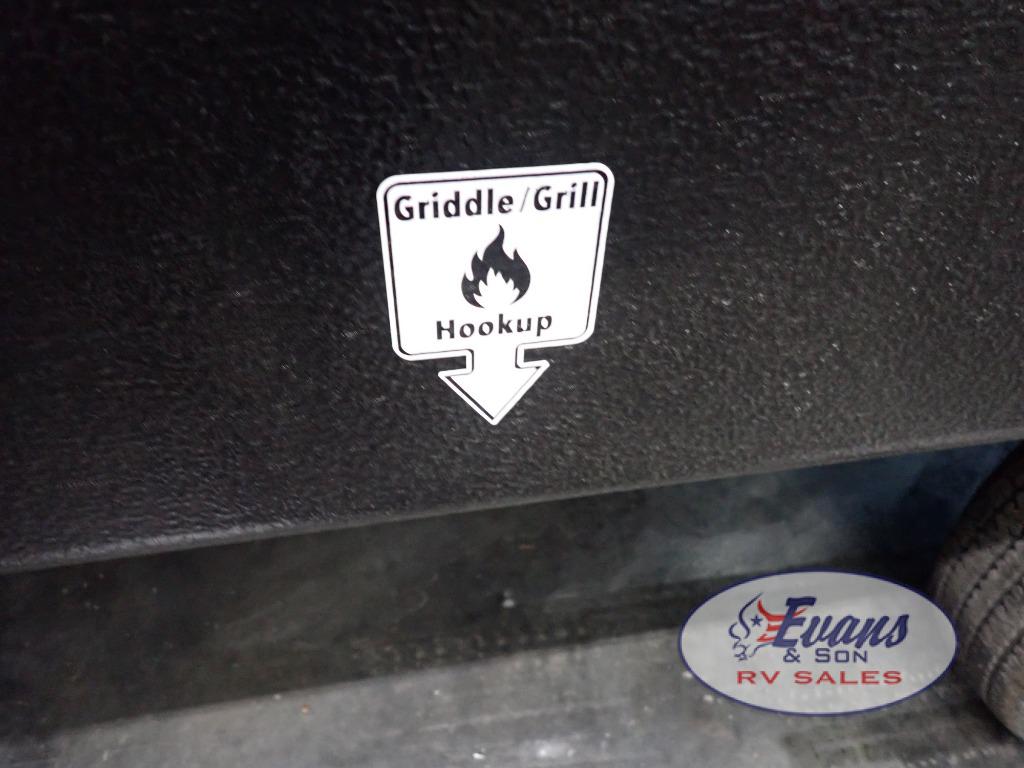 Griddle/Grill
Hookup
Evans
& SON
RV SALES